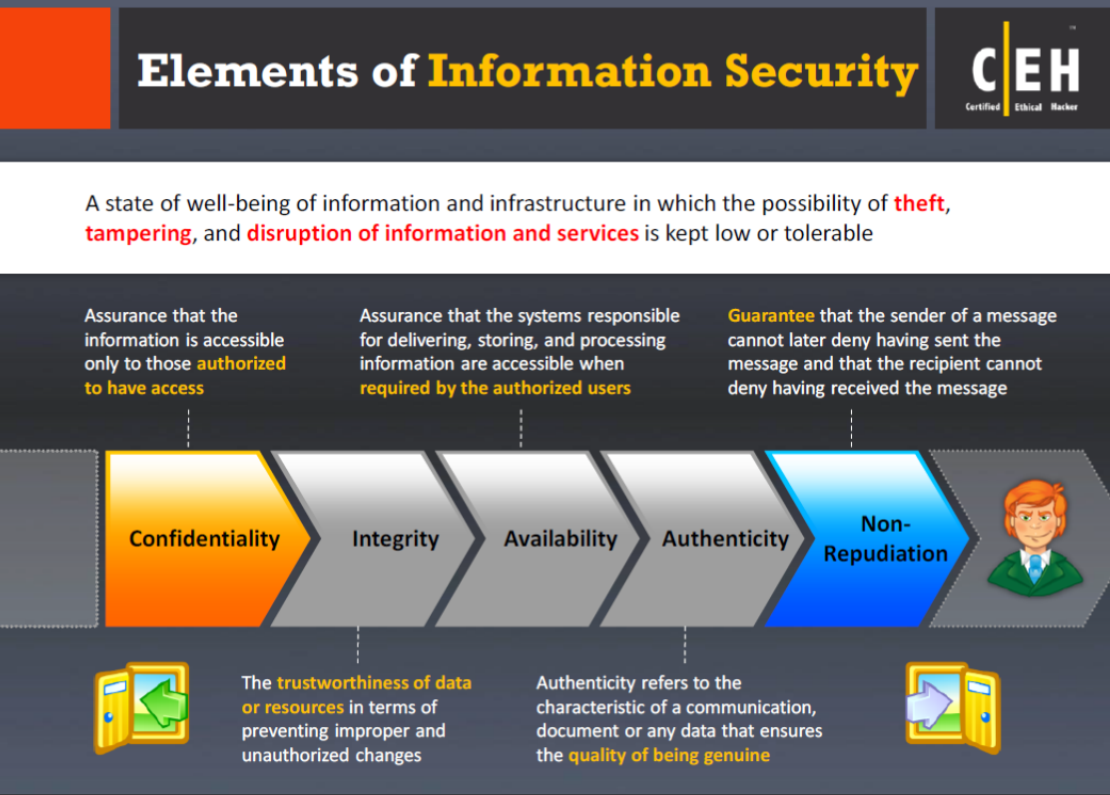 Elements of Information Security
CEH
Certified Ethical Hacker
A state of well-being of information and infrastructure in which the possibility of theft,
tampering, and disruption of information and services is kept low or tolerable
Assurance that the
information is accessible
only to those authorized
to have access
Assurance that the systems responsible
for delivering, storing, and processing
information are accessible when
required by the authorized users
Guarantee that the sender of a message
cannot later deny having sent the
message and that the recipient cannot
deny having received the message
Confidentiality
Integrity
Availability
Authenticity
Non-
Repudiation
The trustworthiness of data
or resources in terms of
preventing improper and
unauthorized changes
Authenticity refers to the
characteristic of a communication,
document or any data that ensures
the quality of being genuine